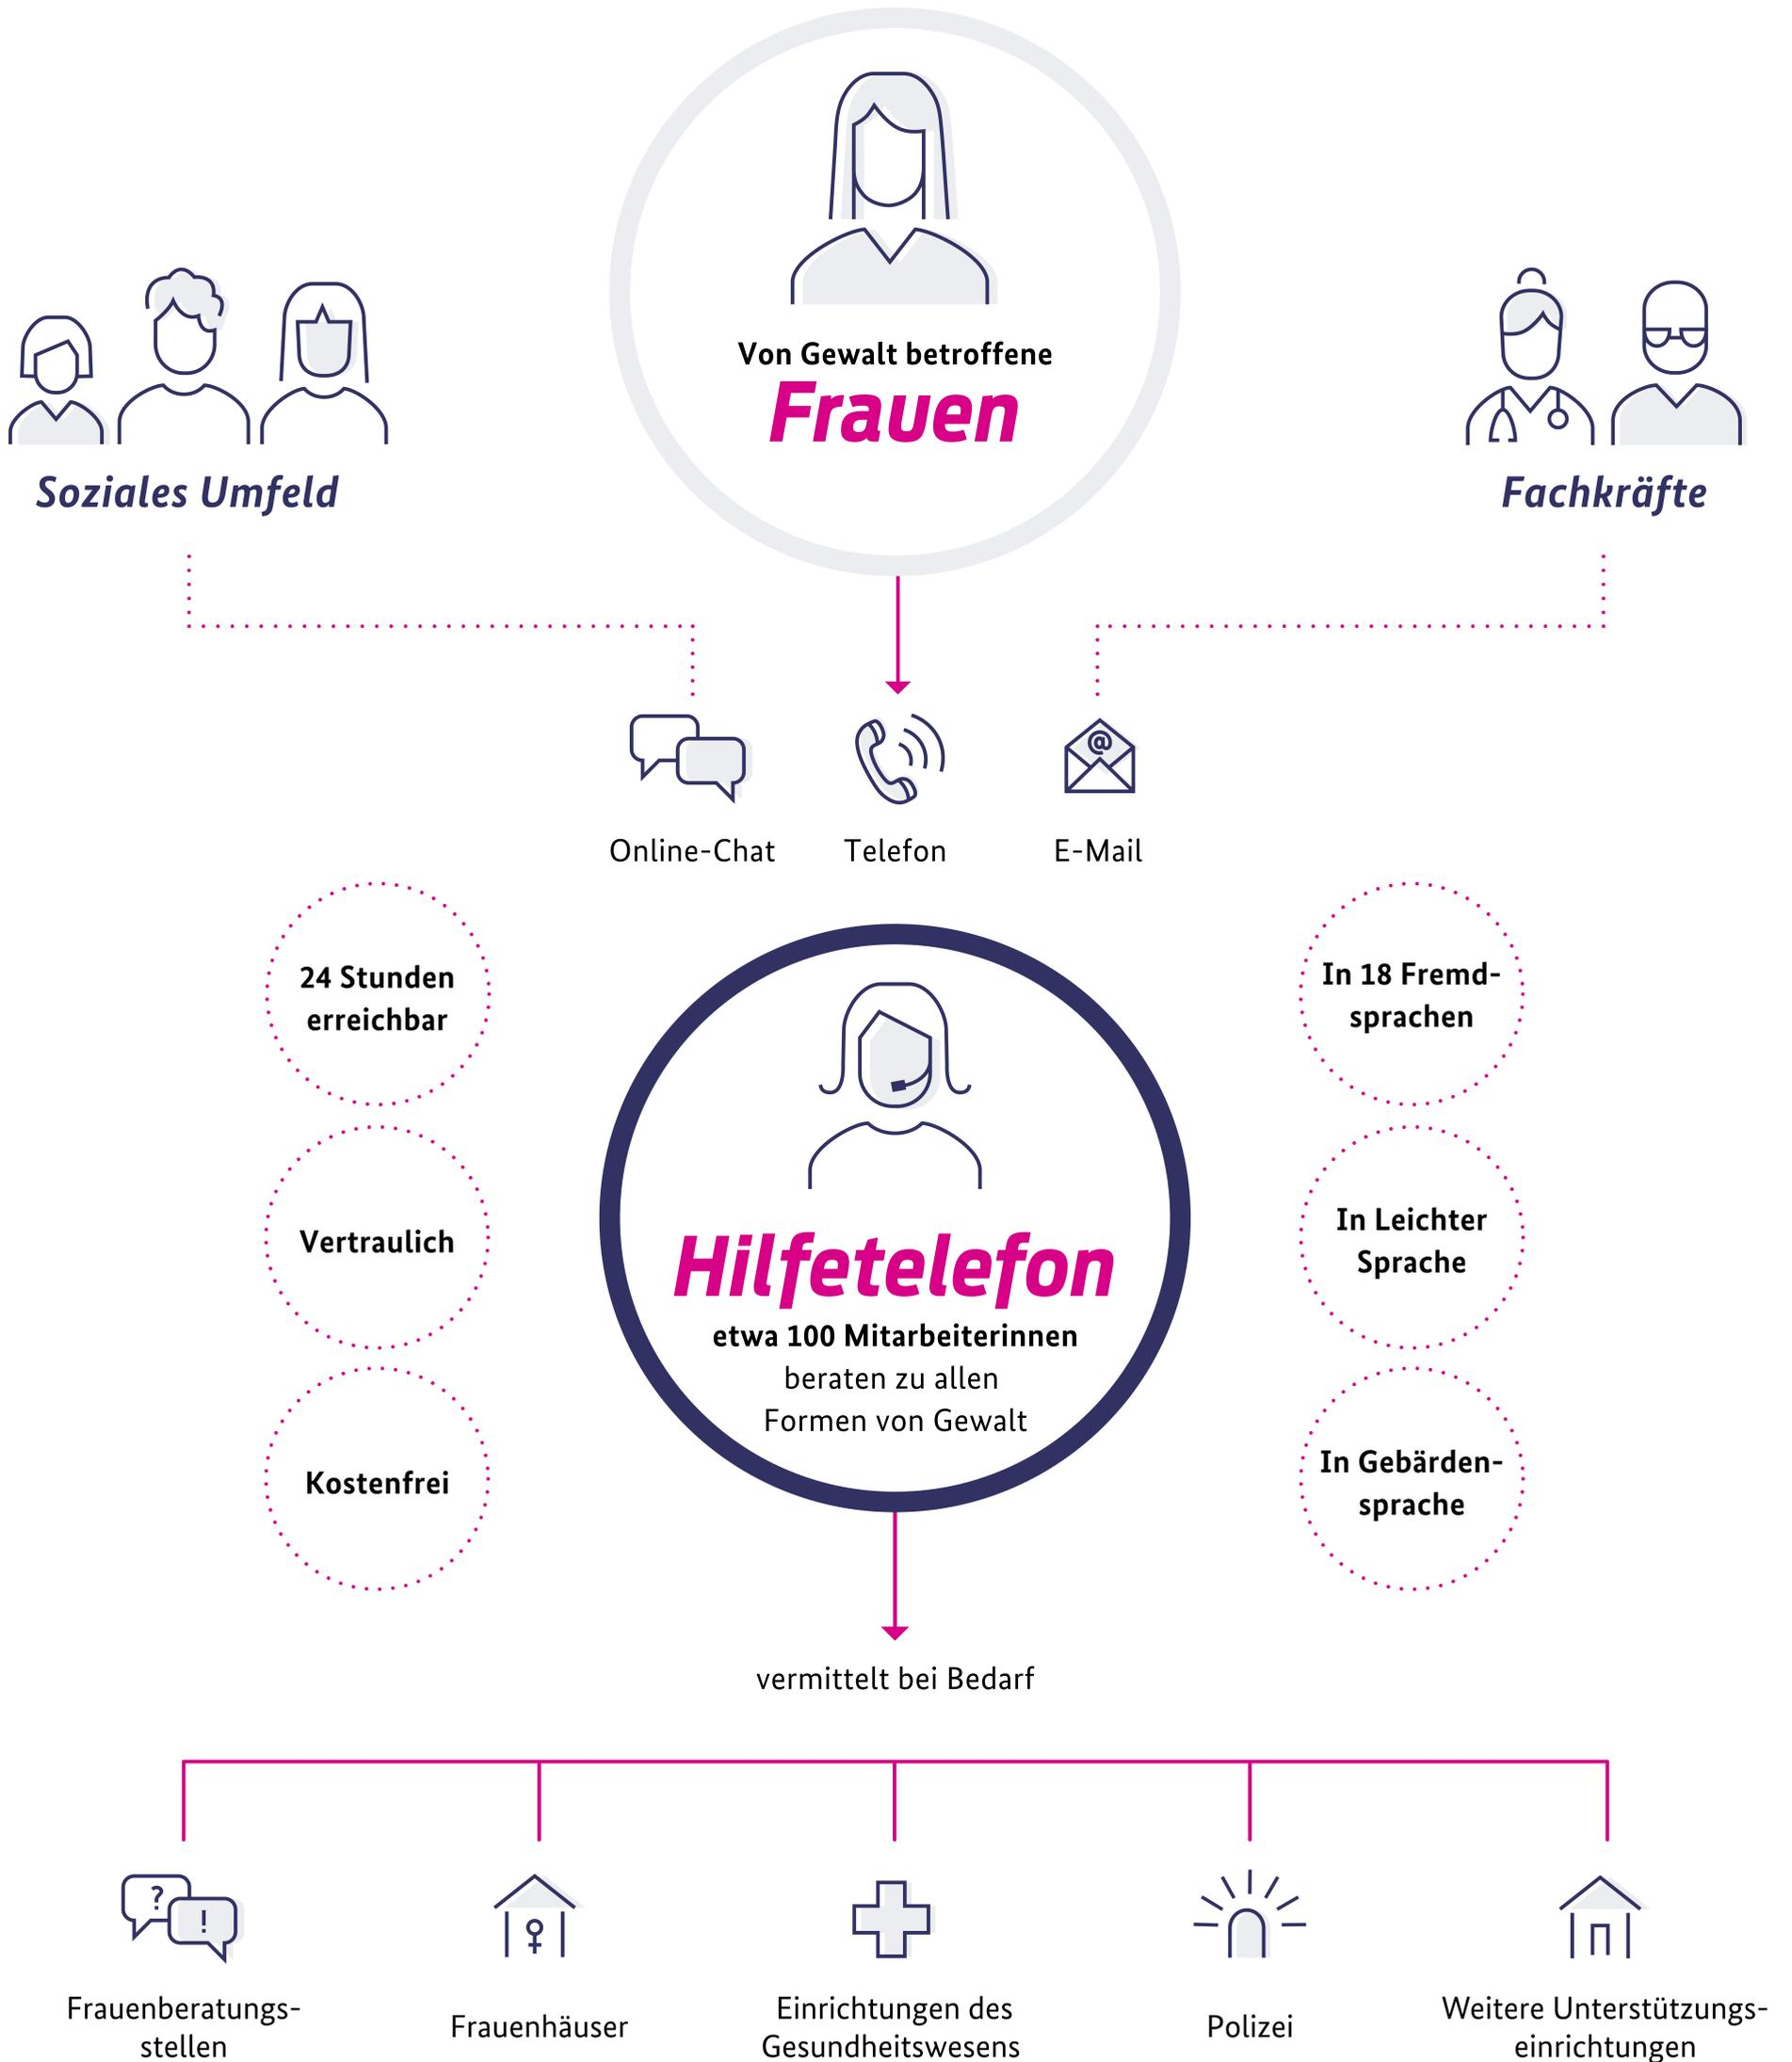 Von Gewalt betroffene
Frauen
Soziales Umfeld
Fachkräfte
@
Online-Chat
Telefon
E-Mail
24 Stunden
erreichbar
Vertraulich
Kostenfrei
Hilfetelefon
etwa 100 Mitarbeiterinnen
beraten zu allen
Formen von Gewalt
In 18 Fremd-
sprachen
In Leichter
Sprache
In Gebärden-
sprache
vermittelt bei Bedarf
?
!
Frauenberatungs-
stellen
Frauenhäuser
Einrichtungen des
Gesundheitswesens
Polizei
Weitere Unterstützungs-
einrichtungen